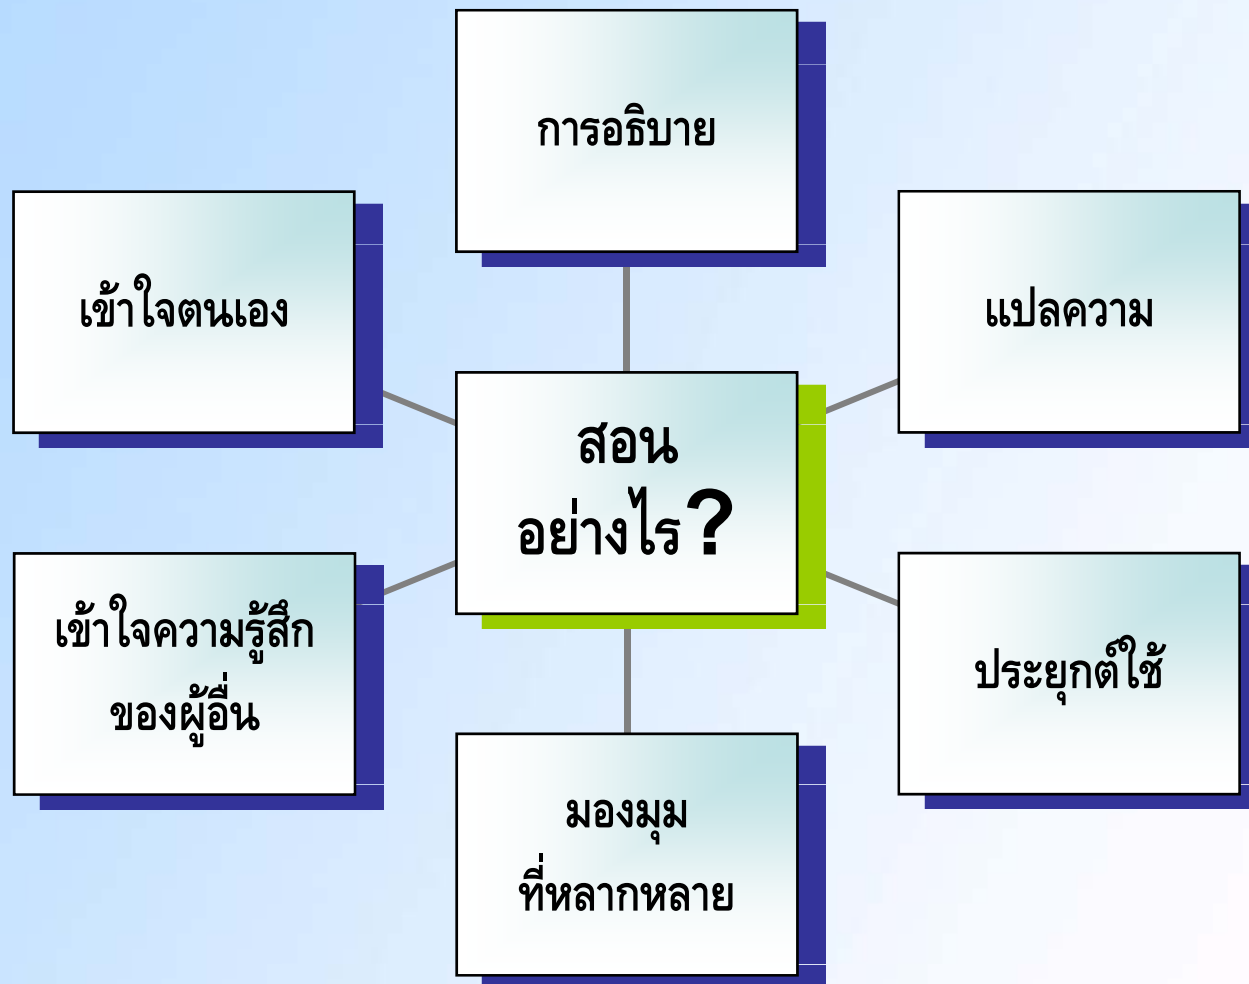 การอธิบาย
เข้าใจตนเอง
แปลความ
สอน
อย่างไร?
เข้าใจความรู้สึก
ของผู้อื่น
ประยุกต์ใช้
มองมุม
ที่หลากหลาย